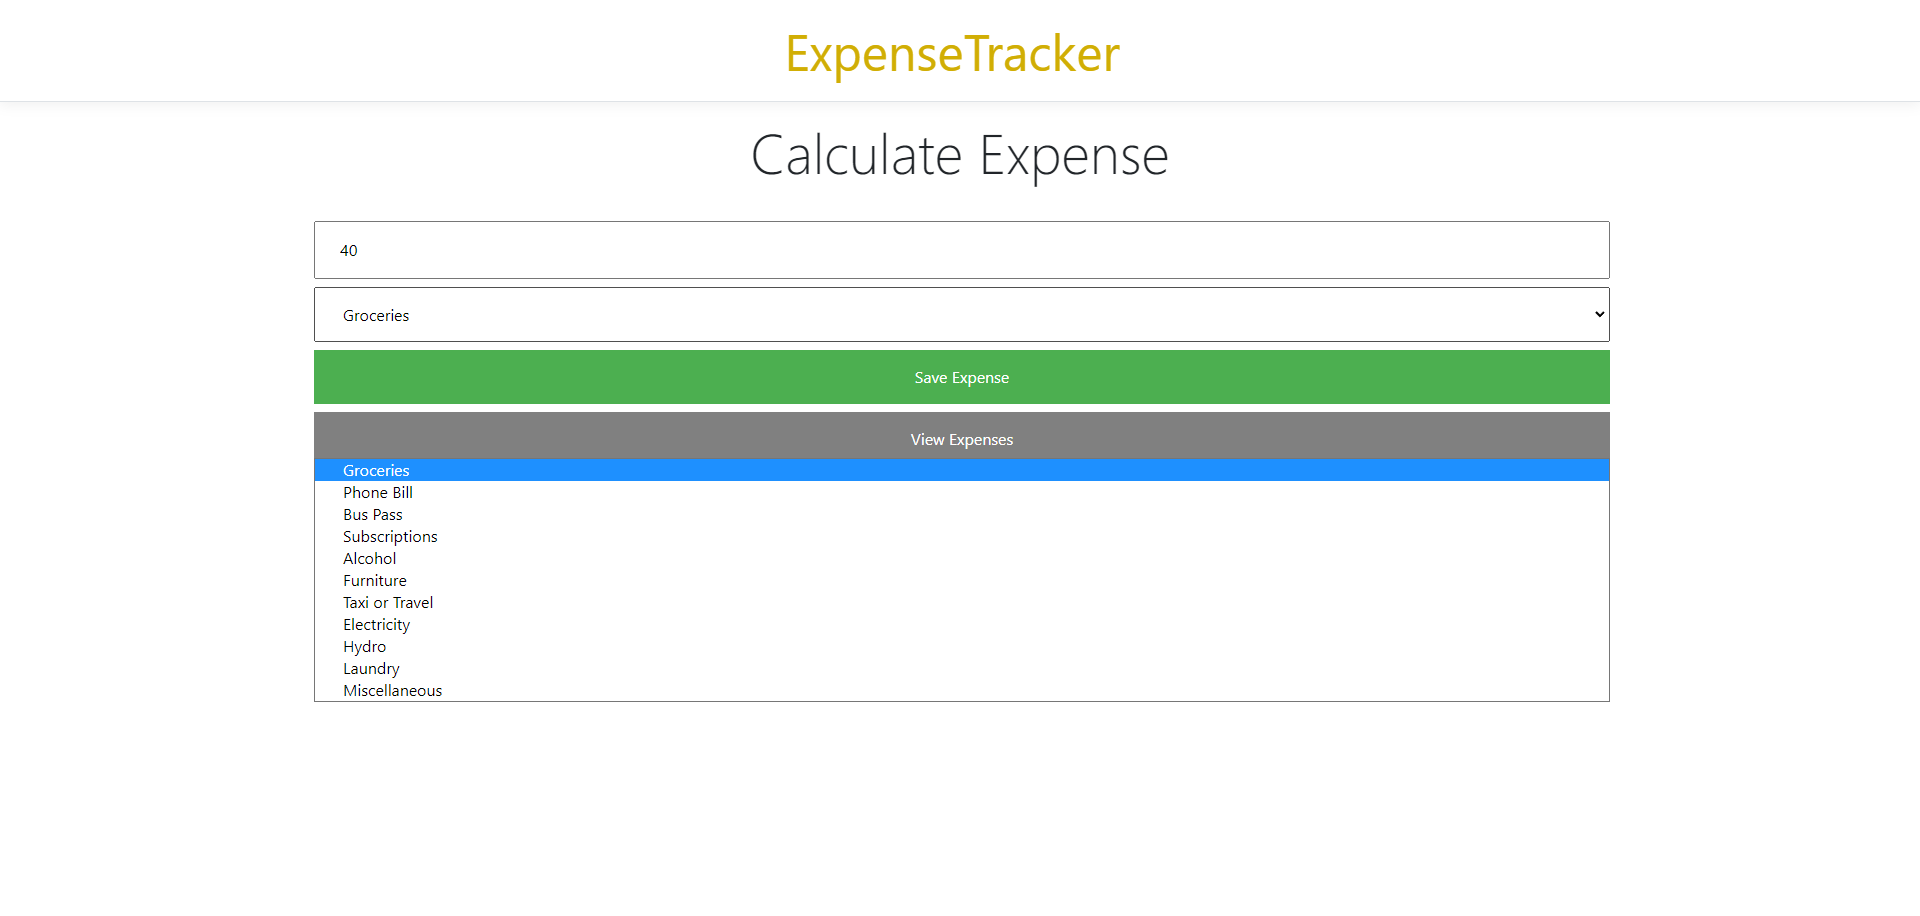 ExpenseTracker
Calculate Expense
40
Groceries
Save Expense
View Expenses
Groceries
Phone Bill
Bus Pass
Subscriptions
Alcohol
Furniture
Taxi or Travel
Electricity
Hydro
Laundry
Miscellaneous